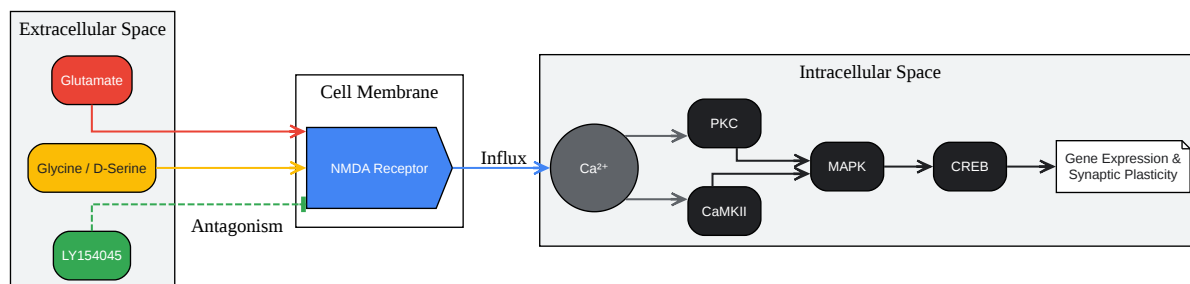 Extracellular Space
Glutamate
Glycine / D-Serine
LY154045
Antagonism
Cell Membrane
NMDA Receptor
Influx
Intracellular Space
Ca²⁺
PKC
CaMKII
MAPK
CREB
Gene Expression &
Synaptic Plasticity